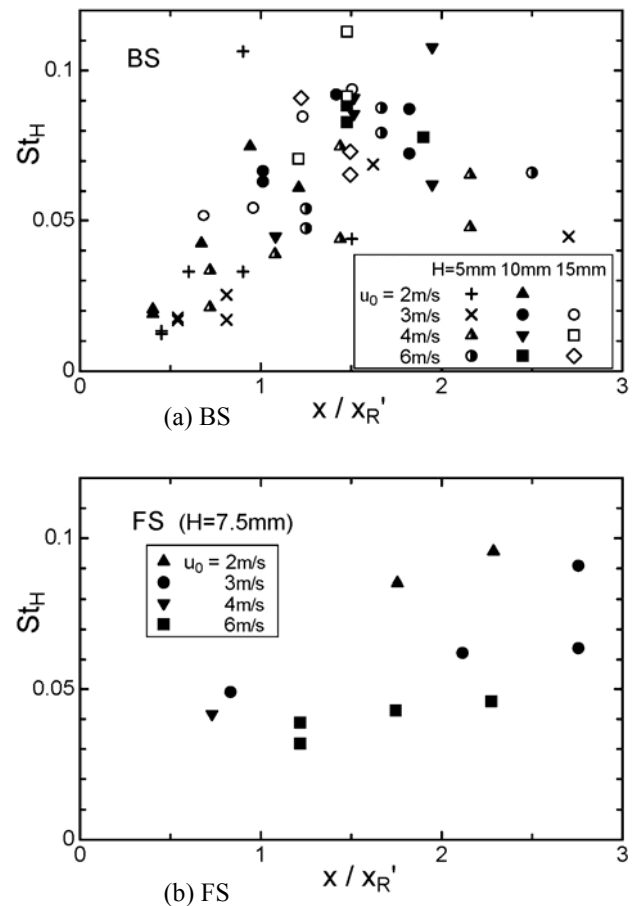 BS
0.1
St_H
0.05
0
H=5mm 10mm 15mm
u_0 = 2m/s
3m/s
4m/s
6m/s
0 1 2 3
x / x_R'
(a) BS
FS (H=7.5mm)
0.1
u_0 = 2m/s
3m/s
4m/s
6m/s
St_H
0.05
0
0 1 2 3
x / x_R'
(b) FS